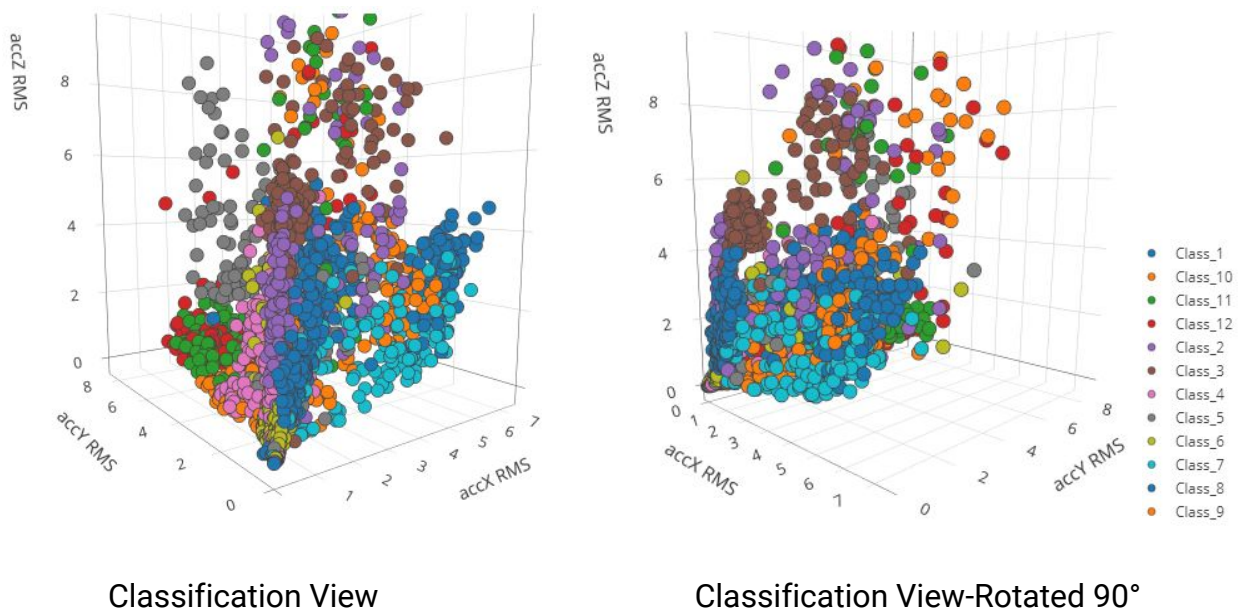 accZ RMS
8
6
4
2
0
8
6
4
2
0
accY RMS
1
2
3
4
5
6
7
accX RMS
Classification View
accZ RMS
8
6
4
2
0
0
1
2
3
4
5
6
7
accX RMS
0
2
4
6
8
accY RMS
Class_1
Class_10
Class_11
Class_12
Class_2
Class_3
Class_4
Class_5
Class_6
Class_7
Class_8
Class_9
Classification View-Rotated 90°